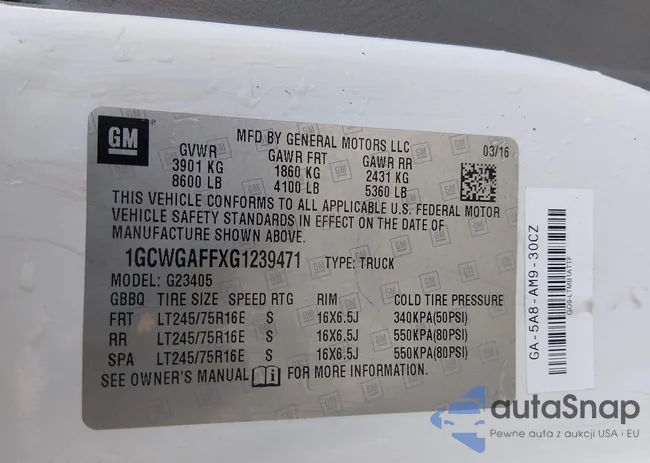 GM
MFD BY GENERAL MOTORS LLC
03/16
GVWR GAWR FRT GAWR RR
3901 KG 1860 KG 2431 KG
8600 LB 4100 LB 5360 LB
THIS VEHICLE CONFORMS TO ALL APPLICABLE U.S. FEDERAL MOTOR
VEHICLE SAFETY STANDARDS IN EFFECT ON THE DATE OF
MANUFACTURE SHOWN ABOVE.
1GCWGAFFXG1239471 TYPE: TRUCK
MODEL: G23405
GBBQ TIRE SIZE SPEED RTG RIM COLD TIRE PRESSURE
FRT LT245/75R16E S 16X6.5J 340KPA(50PSI)
RR LT245/75R16E S 16X6.5J 550KPA(80PSI)
SPA LT245/75R16E S 16X6.5J 550KPA(80PSI)
SEE OWNER'S MANUAL FOR MORE INFORMATION.
GA-5A8-AM9-30CZ
autaSnap
Pewne auta z aukcji USA i EU